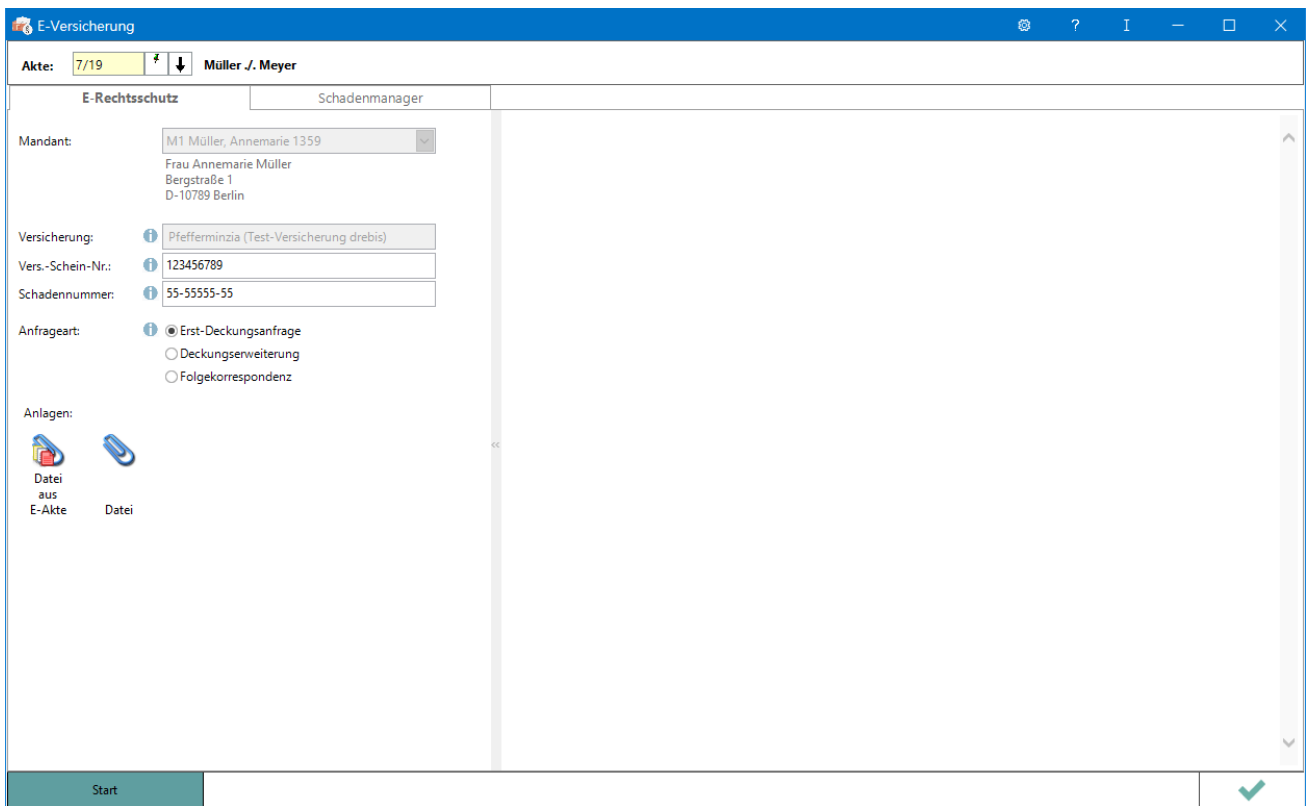 E-Versicherung
Akte: 7/19 Müller ./. Meyer
E-Rechtsschutz Schadenmanager
Mandant: M1 Müller, Annemarie 1359
Frau Annemarie Müller
Bergstraße 1
D-10789 Berlin
Versicherung: Pfefferminzia (Test-Versicherung drebis)
Vers.-Schein-Nr.: 123456789
Schadennummer: 55-55555-55
Anfrageart: Erst-Deckungsanfrage
Deckungserweiterung
Folgekorrespondenz
Anlagen:
Datei
aus
E-Akte Datei
Start